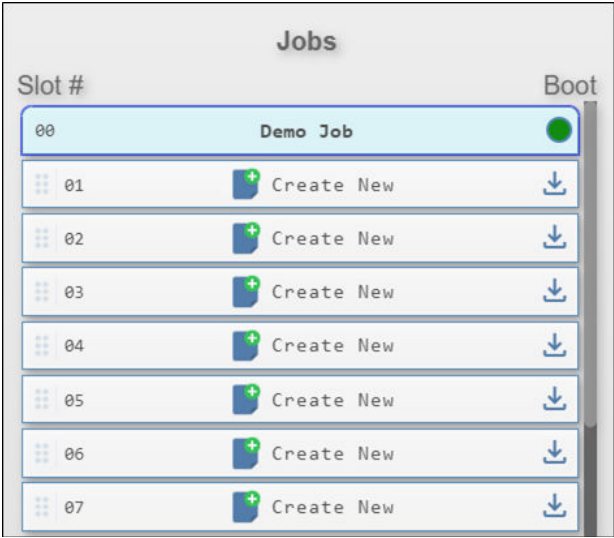 Jobs
Slot # Boot
00 Demo Job
01 Create New
02 Create New
03 Create New
04 Create New
05 Create New
06 Create New
07 Create New